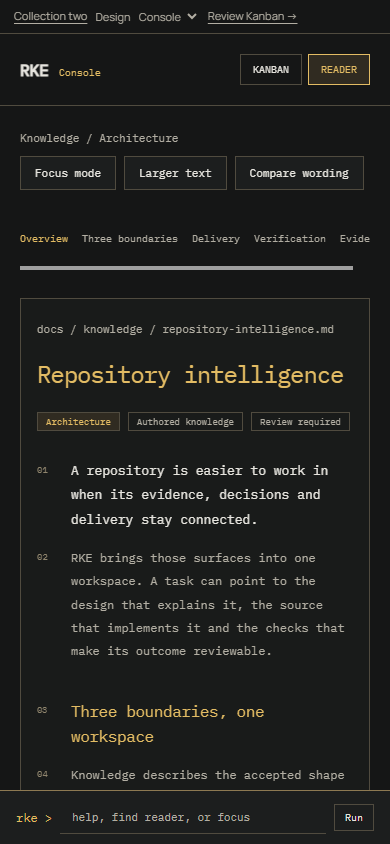 Collection two Design Console Review Kanban →
RKE Console KANBAN READER
Knowledge / Architecture
Focus mode Larger text Compare wording
Overview Three boundaries Delivery Verification Evide
docs / knowledge / repository-intelligence.md
Repository intelligence
Architecture Authored knowledge Review required
01 A repository is easier to work in
when its evidence, decisions and
delivery stay connected.
02 RKE brings those surfaces into one
workspace. A task can point to the
design that explains it, the source
that implements it and the checks that
make its outcome reviewable.
03 Three boundaries, one
workspace
04 Knowledge describes the accepted shape
rke > help, find reader, or focus Run